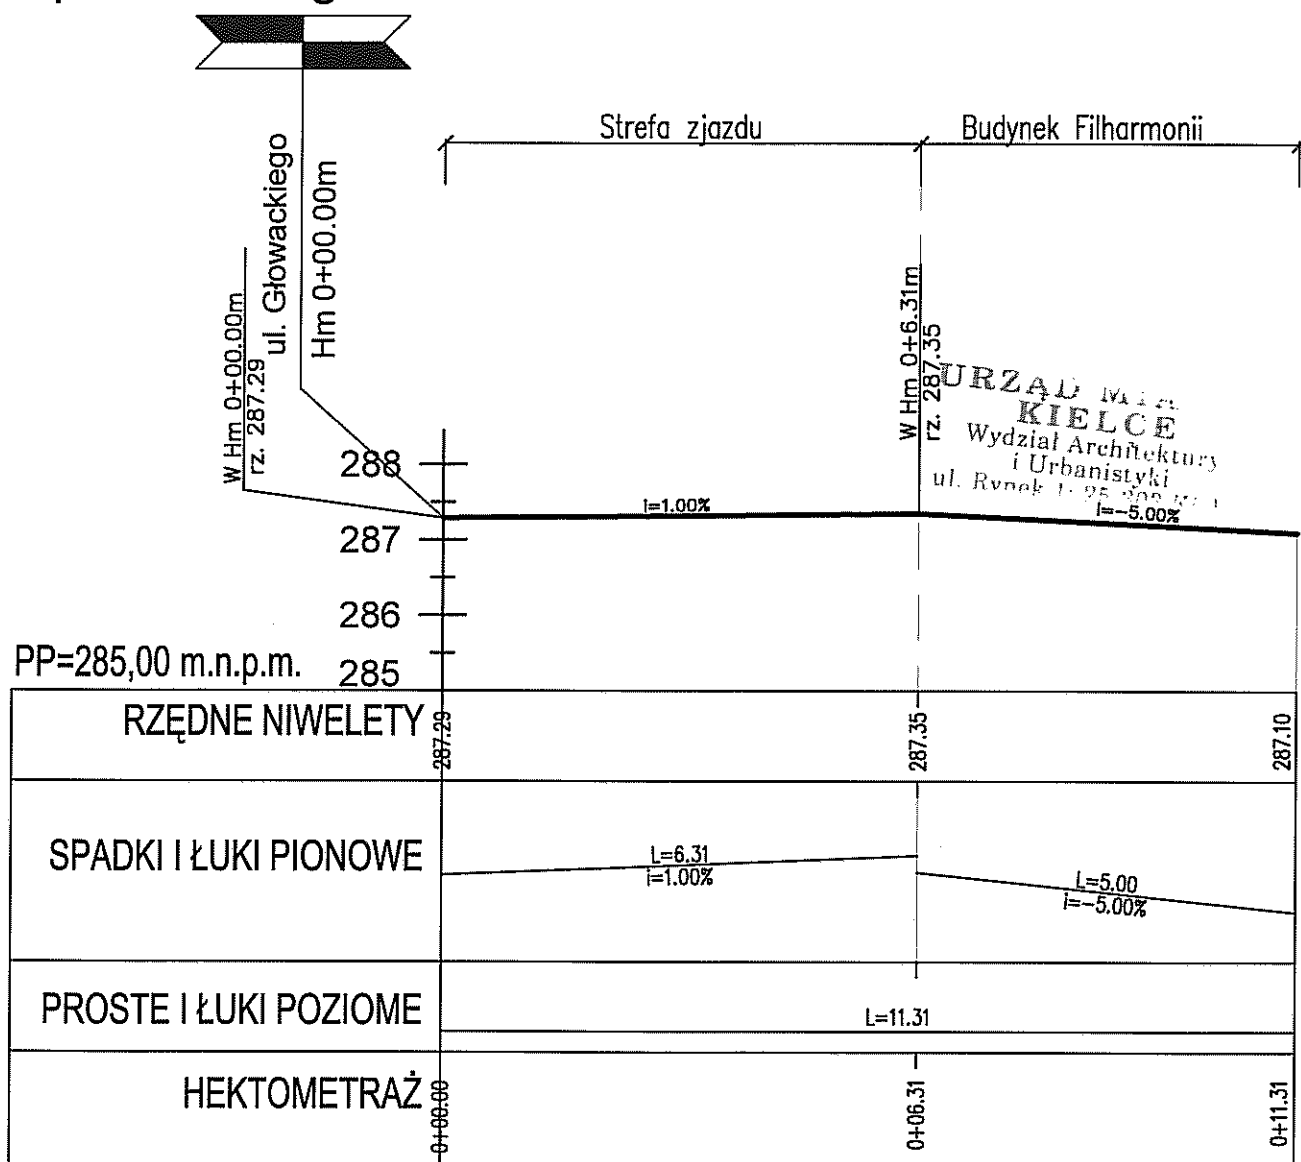 Strefa zjazdu
Budynek Filharmonii
ul. Głowackiego
Hm 0+00.00m
W Hm 0+00.00m
rz. 287.29
W Hm 0+6.31m
rz. 287.35
URZĄD
KIELCE
Wydział Architektury
i Urbanistyki
ul. Rynek 1
288
287
286
285
i=1.00%
i=-5.00%
PP=285,00 m.n.p.m.
RZĘDNE NIWELETY
287.29
287.35
287.10
SPADKI I ŁUKI PIONOWE
L=6.31
i=1.00%
L=5.00
i=-5.00%
PROSTE I ŁUKI POZIOME
L=11.31
HEKTOMETRAŻ
0+00.00
0+06.31
0+11.31